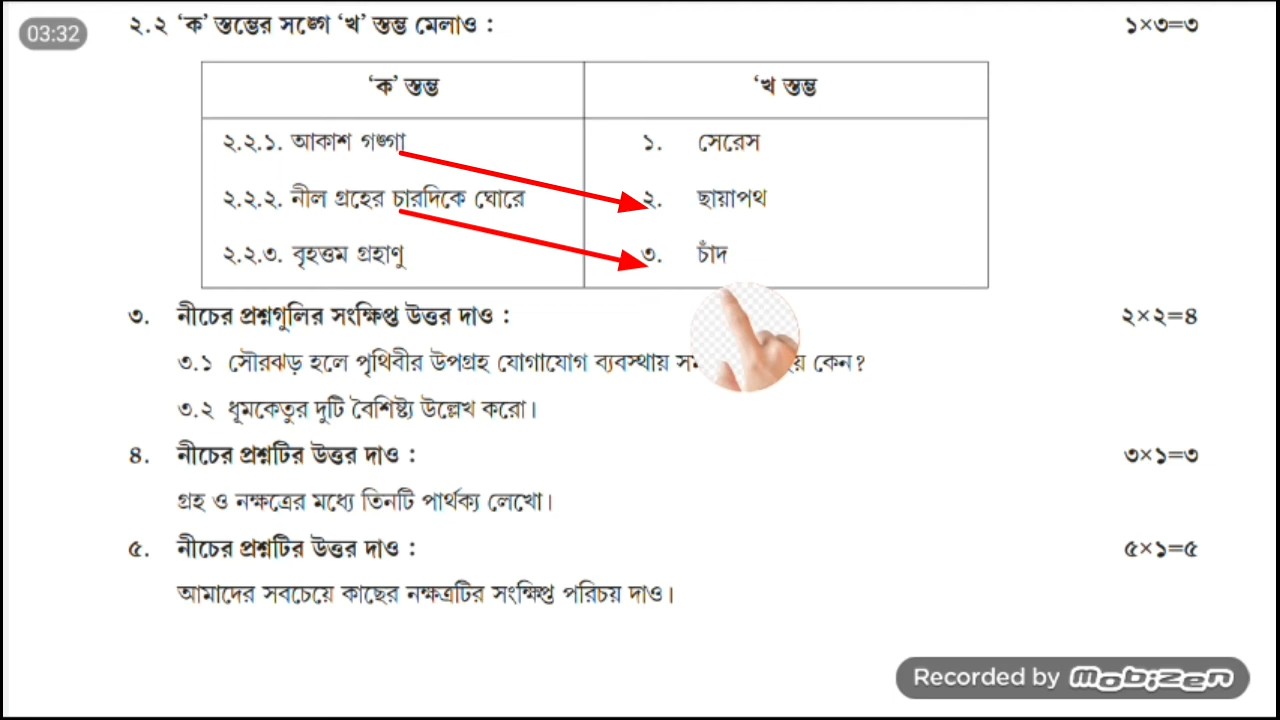 03:32
২.২ ‘ক’ স্তম্ভের সঙ্গে ‘খ’ স্তম্ভ মেলাও : ১×৩=৩
‘ক’ স্তম্ভ ‘খ স্তম্ভ
২.২.১. আকাশ গঙ্গা ১. সেরেস
২.২.২. নীল গ্রহের চারদিকে ঘোরে ২. ছায়াপথ
২.২.৩. বৃহত্তম গ্রহাণু ৩. চাঁদ
৩. নীচের প্রশ্নগুলির সংক্ষিপ্ত উত্তর দাও : ২×২=৪
৩.১ সৌরঝড় হলে পৃথিবীর উপগ্রহ যোগাযোগ ব্যবস্থায় কেন?
৩.২ ধূমকেতুর দুটি বৈশিষ্ট্য উল্লেখ করো।
৪. নীচের প্রশ্নটির উত্তর দাও : ৩×১=৩
গ্রহ ও নক্ষত্রের মধ্যে তিনটি পার্থক্য লেখো।
৫. নীচের প্রশ্নটির উত্তর দাও : ৫×১=৫
আমাদের সবচেয়ে কাছের নক্ষত্রটির সংক্ষিপ্ত পরিচয় দাও।
Recorded by Mobizen